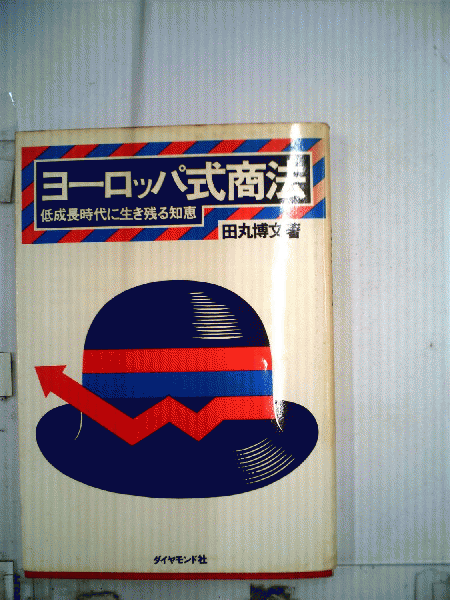 ヨーロッパ式商法
低成長時代に生き残る知恵
田丸博文著
ダイヤモンド社